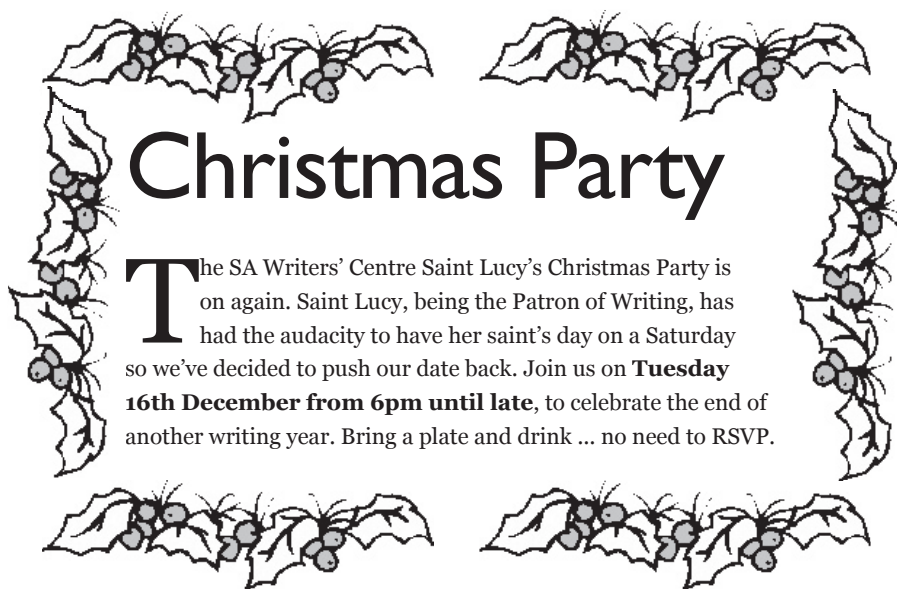 Christmas Party
The SA Writers’ Centre Saint Lucy’s Christmas Party is
on again. Saint Lucy, being the Patron of Writing, has
had the audacity to have her saint’s day on a Saturday
so we’ve decided to push our date back. Join us on Tuesday
16th December from 6pm until late, to celebrate the end of
another writing year. Bring a plate and drink ... no need to RSVP.